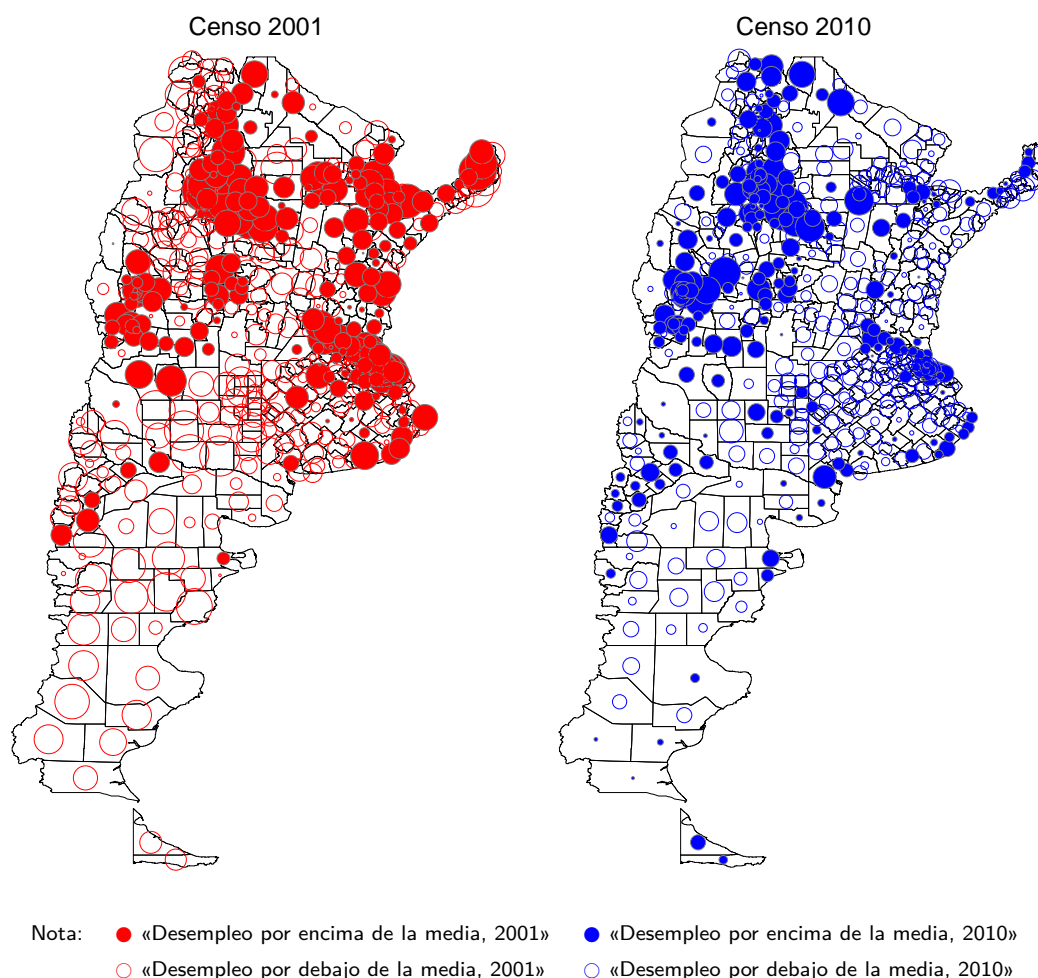 Censo 2001
Censo 2010
Nota: «Desempleo por encima de la media, 2001» «Desempleo por encima de la media, 2010»
«Desempleo por debajo de la media, 2001» «Desempleo por debajo de la media, 2010»